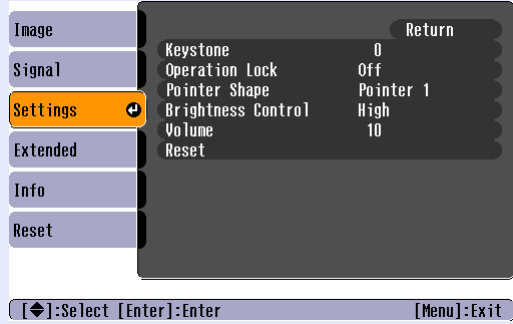 Image
Signal
Settings
Extended
Info
Reset
Return
Keystone 0
Operation Lock Off
Pointer Shape Pointer 1
Brightness Control High
Volume 10
Reset
[◆]:Select [Enter]:Enter [Menu]:Exit